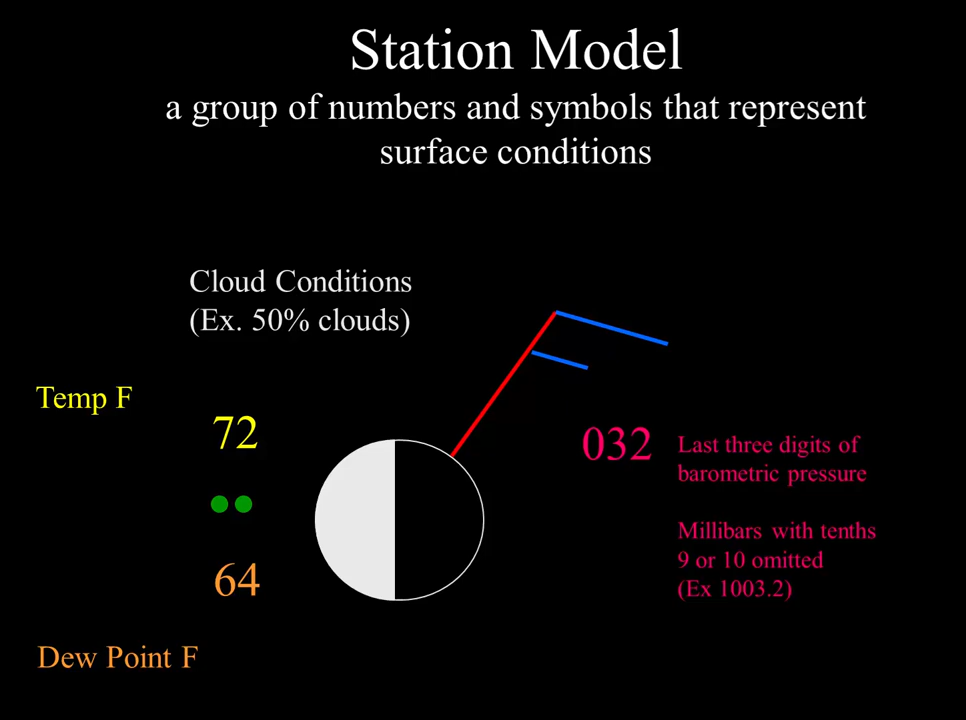 Station Model
a group of numbers and symbols that represent
surface conditions
Cloud Conditions
(Ex. 50% clouds)
Temp F
72
032
Last three digits of
barometric pressure
Millibars with tenths
9 or 10 omitted
(Ex 1003.2)
64
Dew Point F